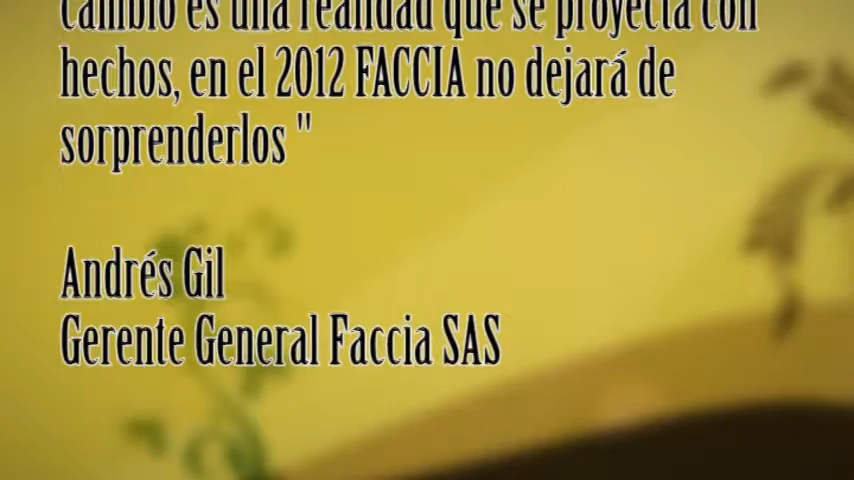 cambio es una realidad que se proyecta con
hechos, en el 2012 FACCIA no dejará de
sorprenderlos "
Andrés Gil
Gerente General Faccia SAS